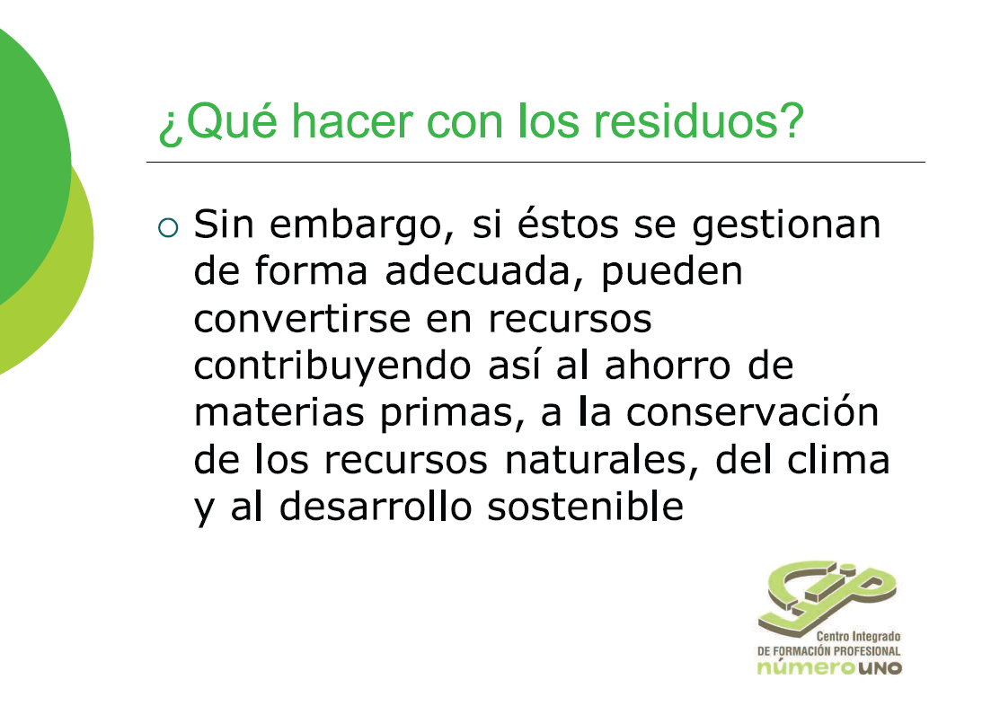 ¿Qué hacer con los residuos?
Sin embargo, si éstos se gestionan
de forma adecuada, pueden
convertirse en recursos
contribuyendo así al ahorro de
materias primas, a la conservación
de los recursos naturales, del clima
y al desarrollo sostenible
CIFP
Centro Integrado
DE FORMACIÓN PROFESIONAL
número UNO